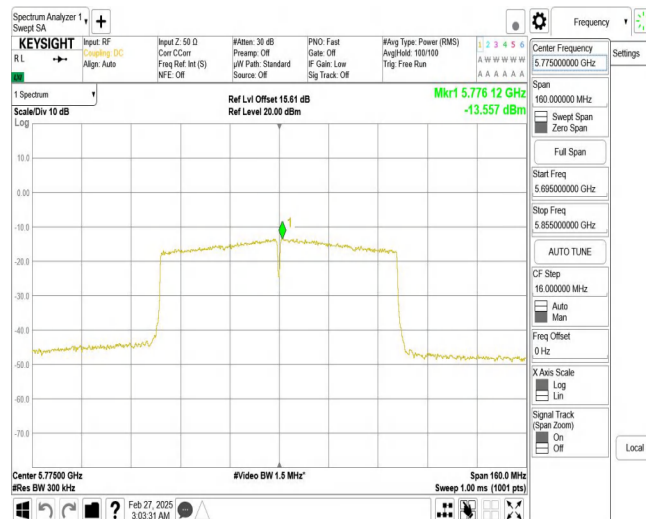 Spectrum Analyzer 1
Swept SA
+
Frequency
KEYSIGHT
R L
LW
Input: RF
Coupling: DC
Align: Auto
Input Z: 50 Ω
Corr CCorr
Freq Ref: Int (S)
NFE: Off
#Atten: 30 dB
Preamp: Off
µW Path: Standard
Source: Off
PNO: Fast
Gate: Off
IF Gain: Low
Sig Track: Off
#Avg Type: Power (RMS)
Avg|Hold: 100/100
Trig: Free Run
1 2 3 4 5 6
A W W W W W
A A A A A A
1 Spectrum
Scale/Div 10 dB
Log
Ref Lvl Offset 15.61 dB
Ref Level 20.00 dBm
Mkr1 5.776 12 GHz
-13.557 dBm
10.0
0.00
-10.0
-20.0
-30.0
-40.0
-50.0
-60.0
-70.0
1
Center 5.77500 GHz
#Res BW 300 kHz
#Video BW 1.5 MHz*
Span 160.0 MHz
Sweep 1.00 ms (1001 pts)
Feb 27, 2025
3:03:31 AM
?
Center Frequency
5.775000000 GHz
Span
160.000000 MHz
Swept Span
Zero Span
Full Span
Start Freq
5.695000000 GHz
Stop Freq
5.855000000 GHz
AUTO TUNE
CF Step
16.000000 MHz
Auto
Man
Freq Offset
0 Hz
X Axis Scale
Log
Lin
Signal Track
(Span Zoom)
On
Off
Settings
Local